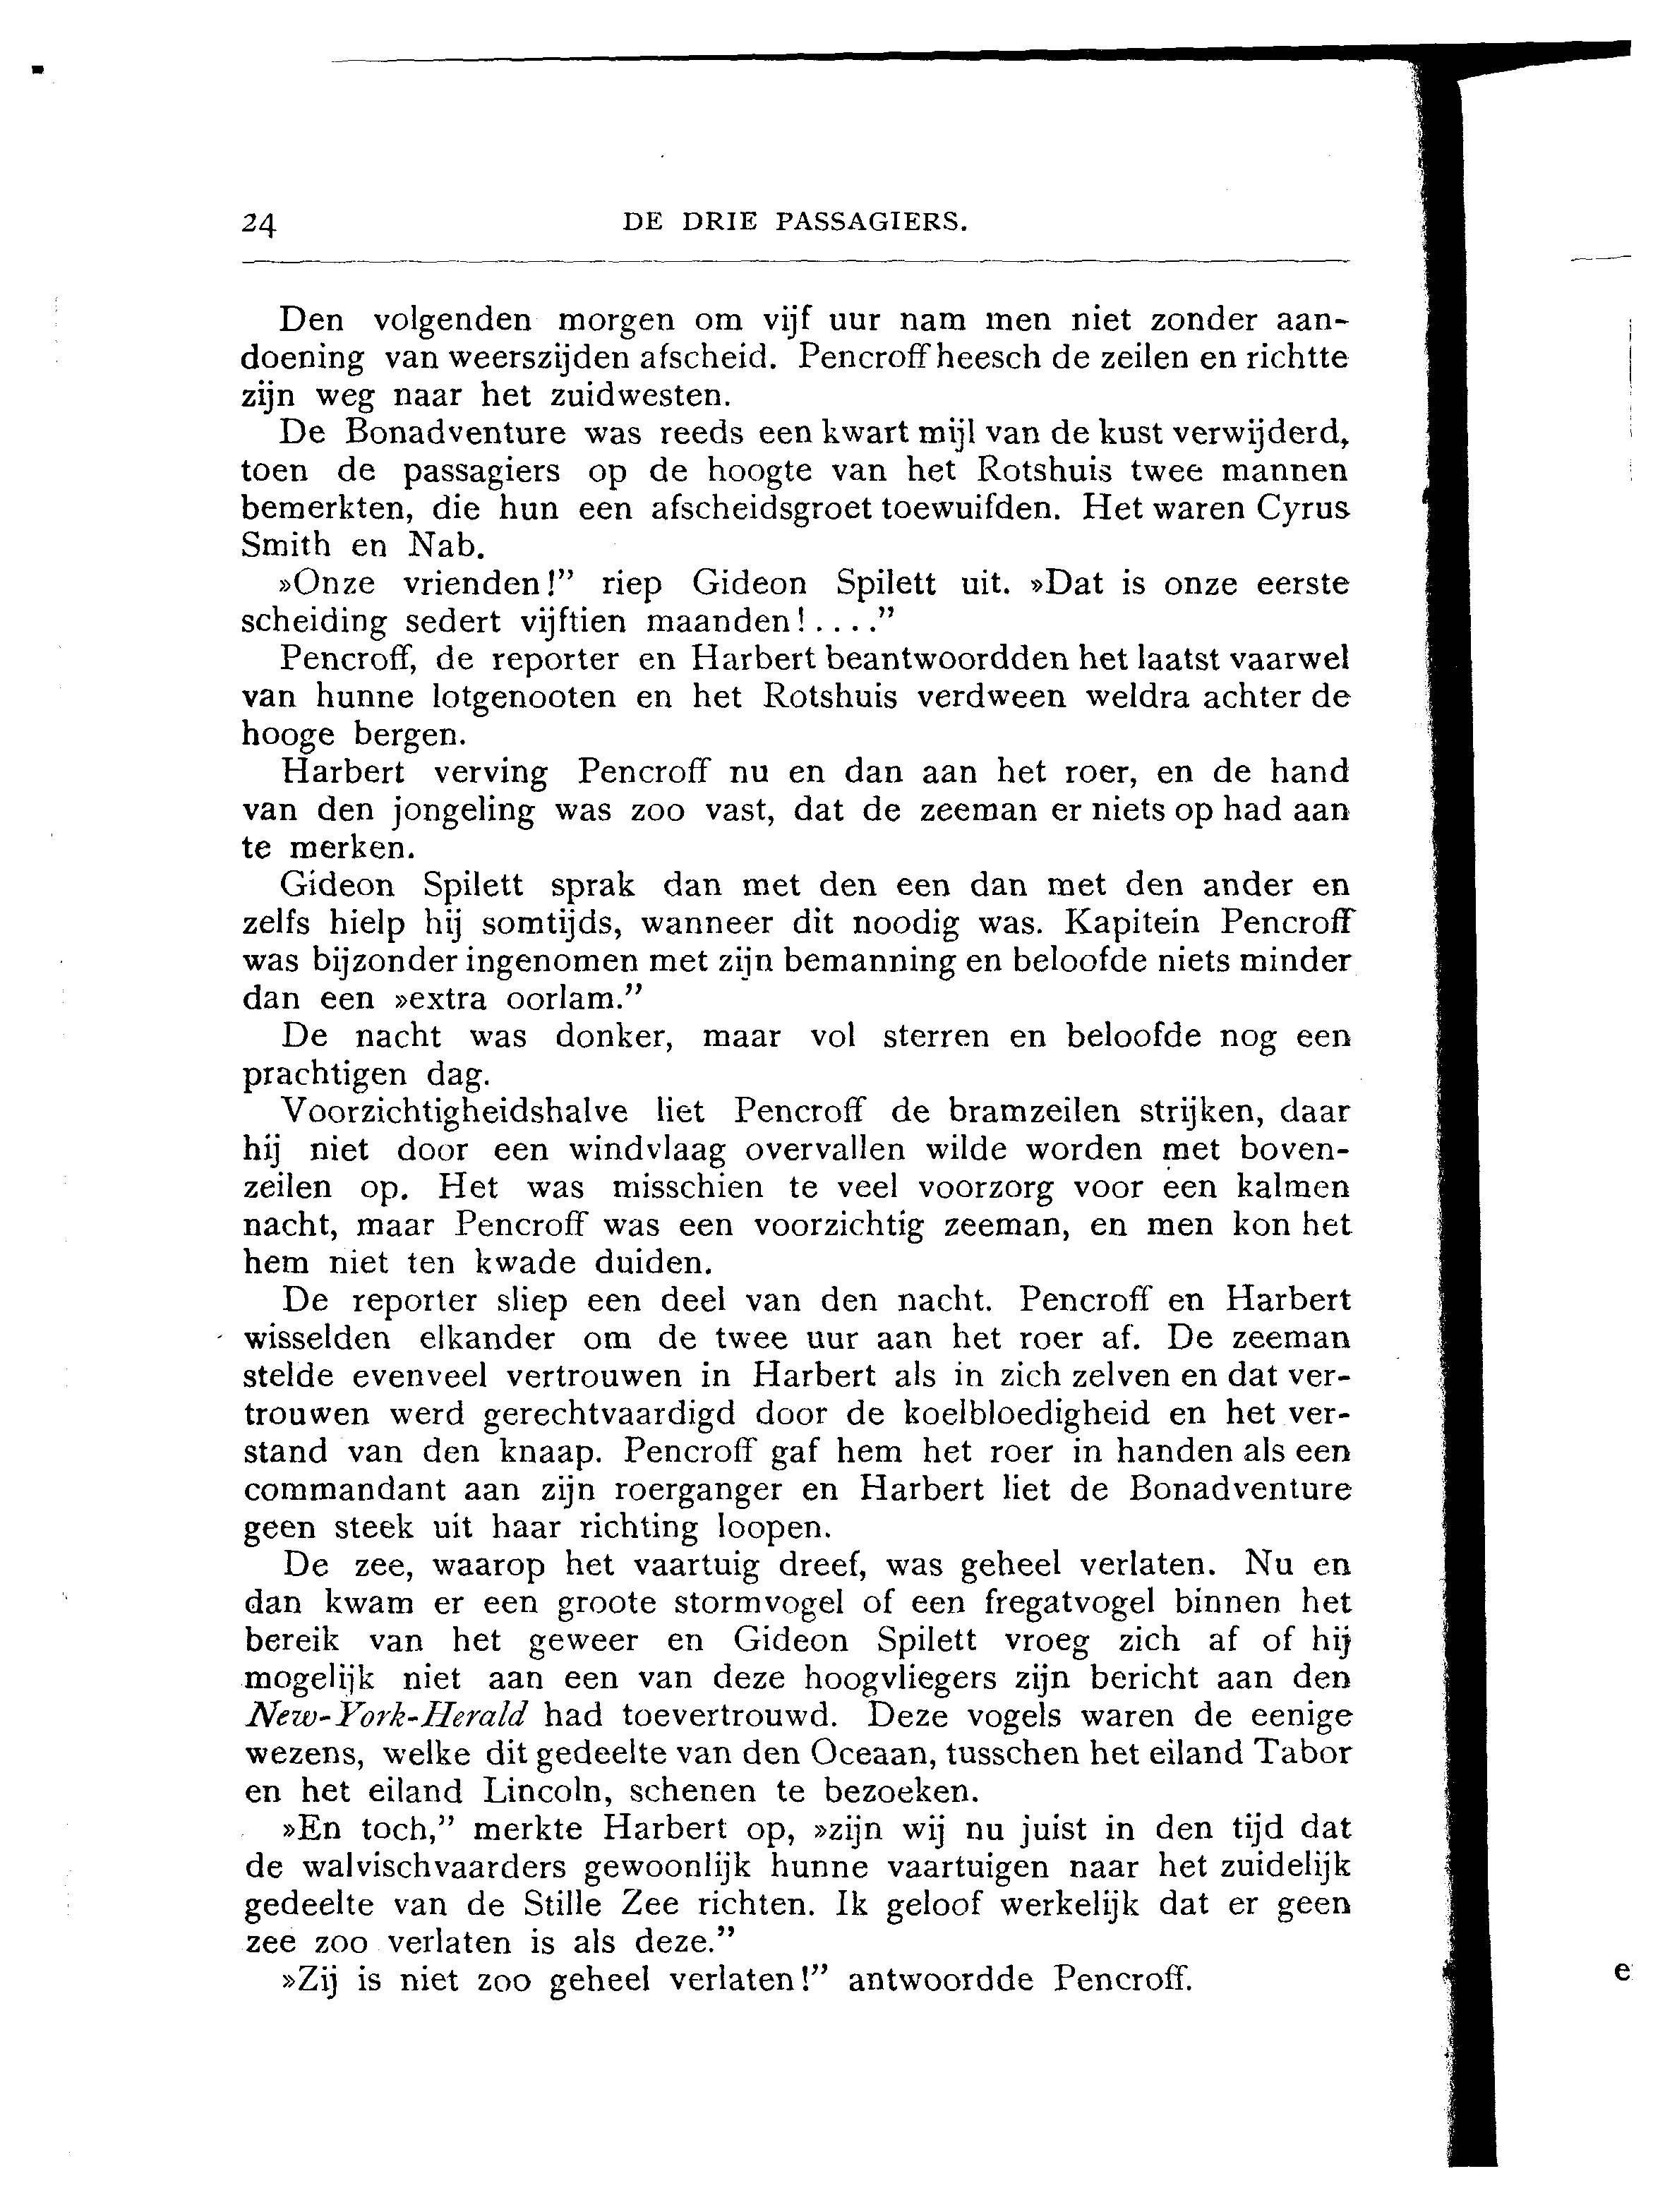 24 DE DRIE PASSAGIERS.
Den volgenden morgen om vijf uur nam men niet zonder aan-
doening van weerszijden afscheid. Pencroff heesch de zeilen en richtte
zijn weg naar het zuidwesten.
De Bonadventure was reeds een kwart mijl van de kust verwijderd,
toen de passagiers op de hoogte van het Rotshuis twee mannen
bemerkten, die hun een afscheidsgroet toewuifden. Het waren Cyrus
Smith en Nab.
»Onze vrienden!” riep Gideon Spilett uit. »Dat is onze eerste
scheiding sedert vijftien maanden!....”
Pencroff, de reporter en Harbert beantwoordden het laatst vaarwel
van hunne lotgenooten en het Rotshuis verdween weldra achter de
hooge bergen.
Harbert verving Pencroff nu en dan aan het roer, en de hand
van den jongeling was zoo vast, dat de zeeman er niets op had aan
te merken.
Gideon Spilett sprak dan met den een dan met den ander en
zelfs hielp hij somtijds, wanneer dit noodig was. Kapitein Pencroff
was bijzonder ingenomen met zijn bemanning en beloofde niets minder
dan een »extra oorlam.”
De nacht was donker, maar vol sterren en beloofde nog een
prachtigen dag.
Voorzichtigheidshalve liet Pencroff de bramzeilen strijken, daar
hij niet door een windvlaag overvallen wilde worden met boven-
zeilen op. Het was misschien te veel voorzorg voor een kalmen
nacht, maar Pencroff was een voorzichtig zeeman, en men kon het
hem niet ten kwade duiden.
De reporter sliep een deel van den nacht. Pencroff en Harbert
wisselden elkander om de twee uur aan het roer af. De zeeman
stelde evenveel vertrouwen in Harbert als in zich zelven en dat ver-
trouwen werd gerechtvaardigd door de koelbloedigheid en het ver-
stand van den knaap. Pencroff gaf hem het roer in handen als een
commandant aan zijn roerganger en Harbert liet de Bonadventure
geen steek uit haar richting loopen.
De zee, waarop het vaartuig dreef, was geheel verlaten. Nu en
dan kwam er een groote stormvogel of een fregatvogel binnen het
bereik van het geweer en Gideon Spilett vroeg zich af of hij
mogelijk niet aan een van deze hoogvliegers zijn bericht aan den
New-York-Herald had toevertrouwd. Deze vogels waren de eenige
wezens, welke dit gedeelte van den Oceaan, tusschen het eiland Tabor
en het eiland Lincoln, schenen te bezoeken.
»En toch,” merkte Harbert op, »zijn wij nu juist in den tijd dat
de walvischvaarders gewoonlijk hunne vaartuigen naar het zuidelijk
gedeelte van de Stille Zee richten. Ik geloof werkelijk dat er geen
zee zoo verlaten is als deze.”
»Zij is niet zoo geheel verlaten!” antwoordde Pencroff.
e